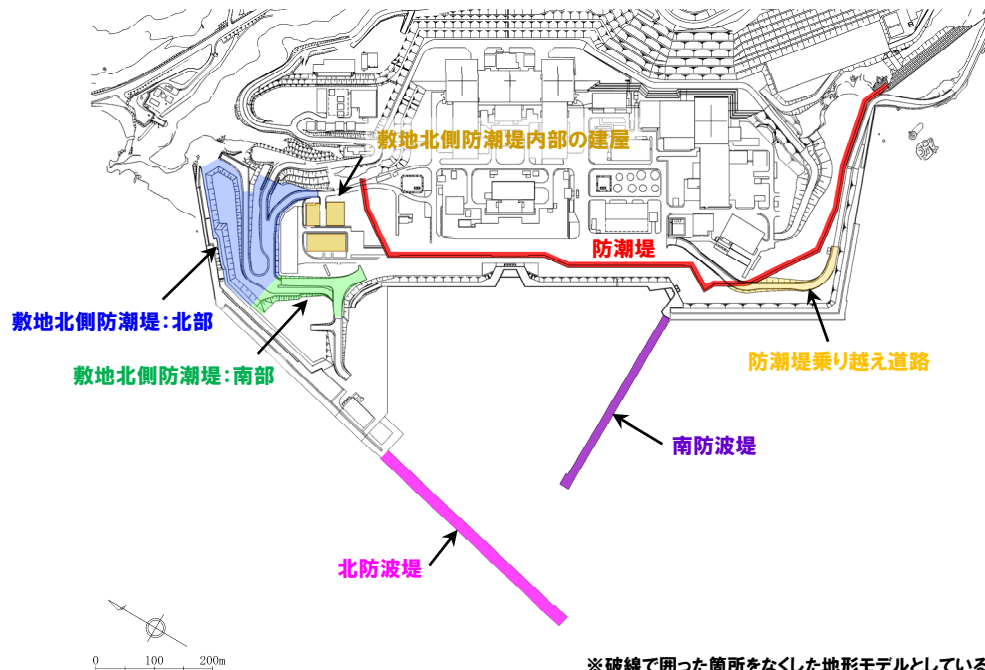 敷地北側防潮堤内部の建屋
防潮堤
敷地北側防潮堤：北部
敷地北側防潮堤：南部
防潮堤乗り越え道路
南防波堤
北防波堤
0 100 200m
※破線で囲った箇所をなくした地形モデルとしている